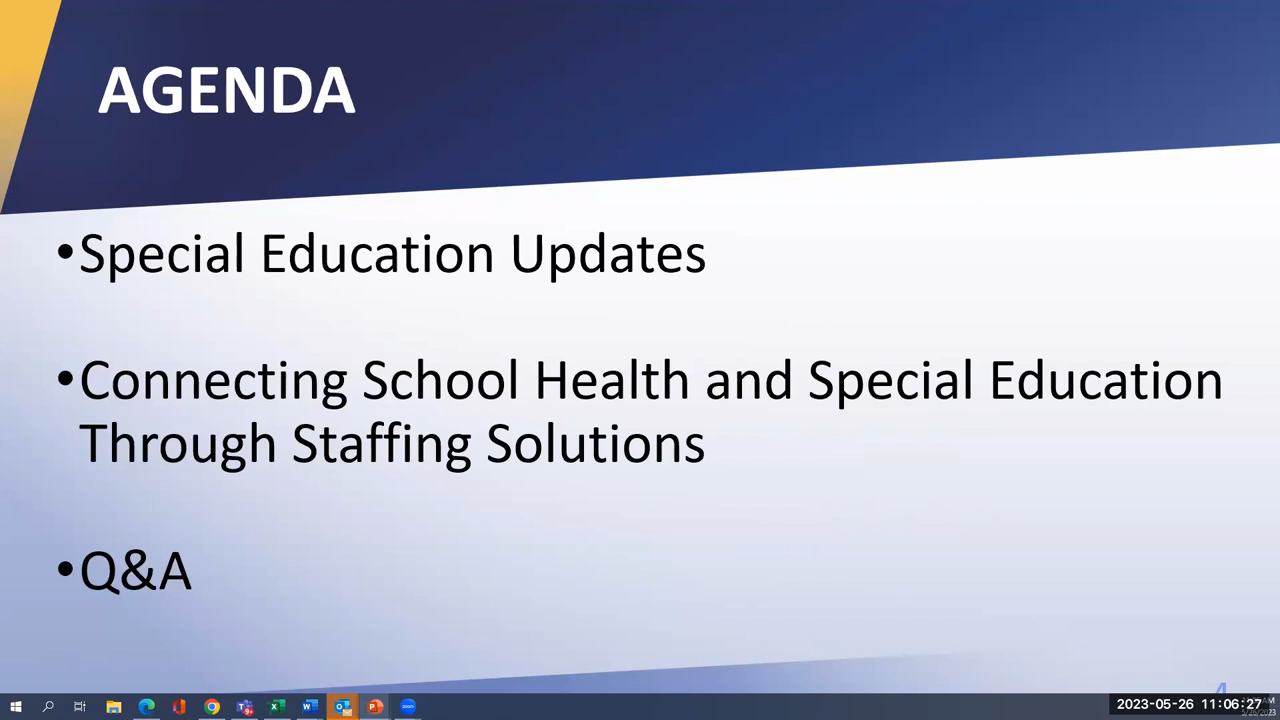 AGENDA
•Special Education Updates
•Connecting School Health and Special Education
Through Staffing Solutions
•Q&A
4
2023-05-26 11:06:27